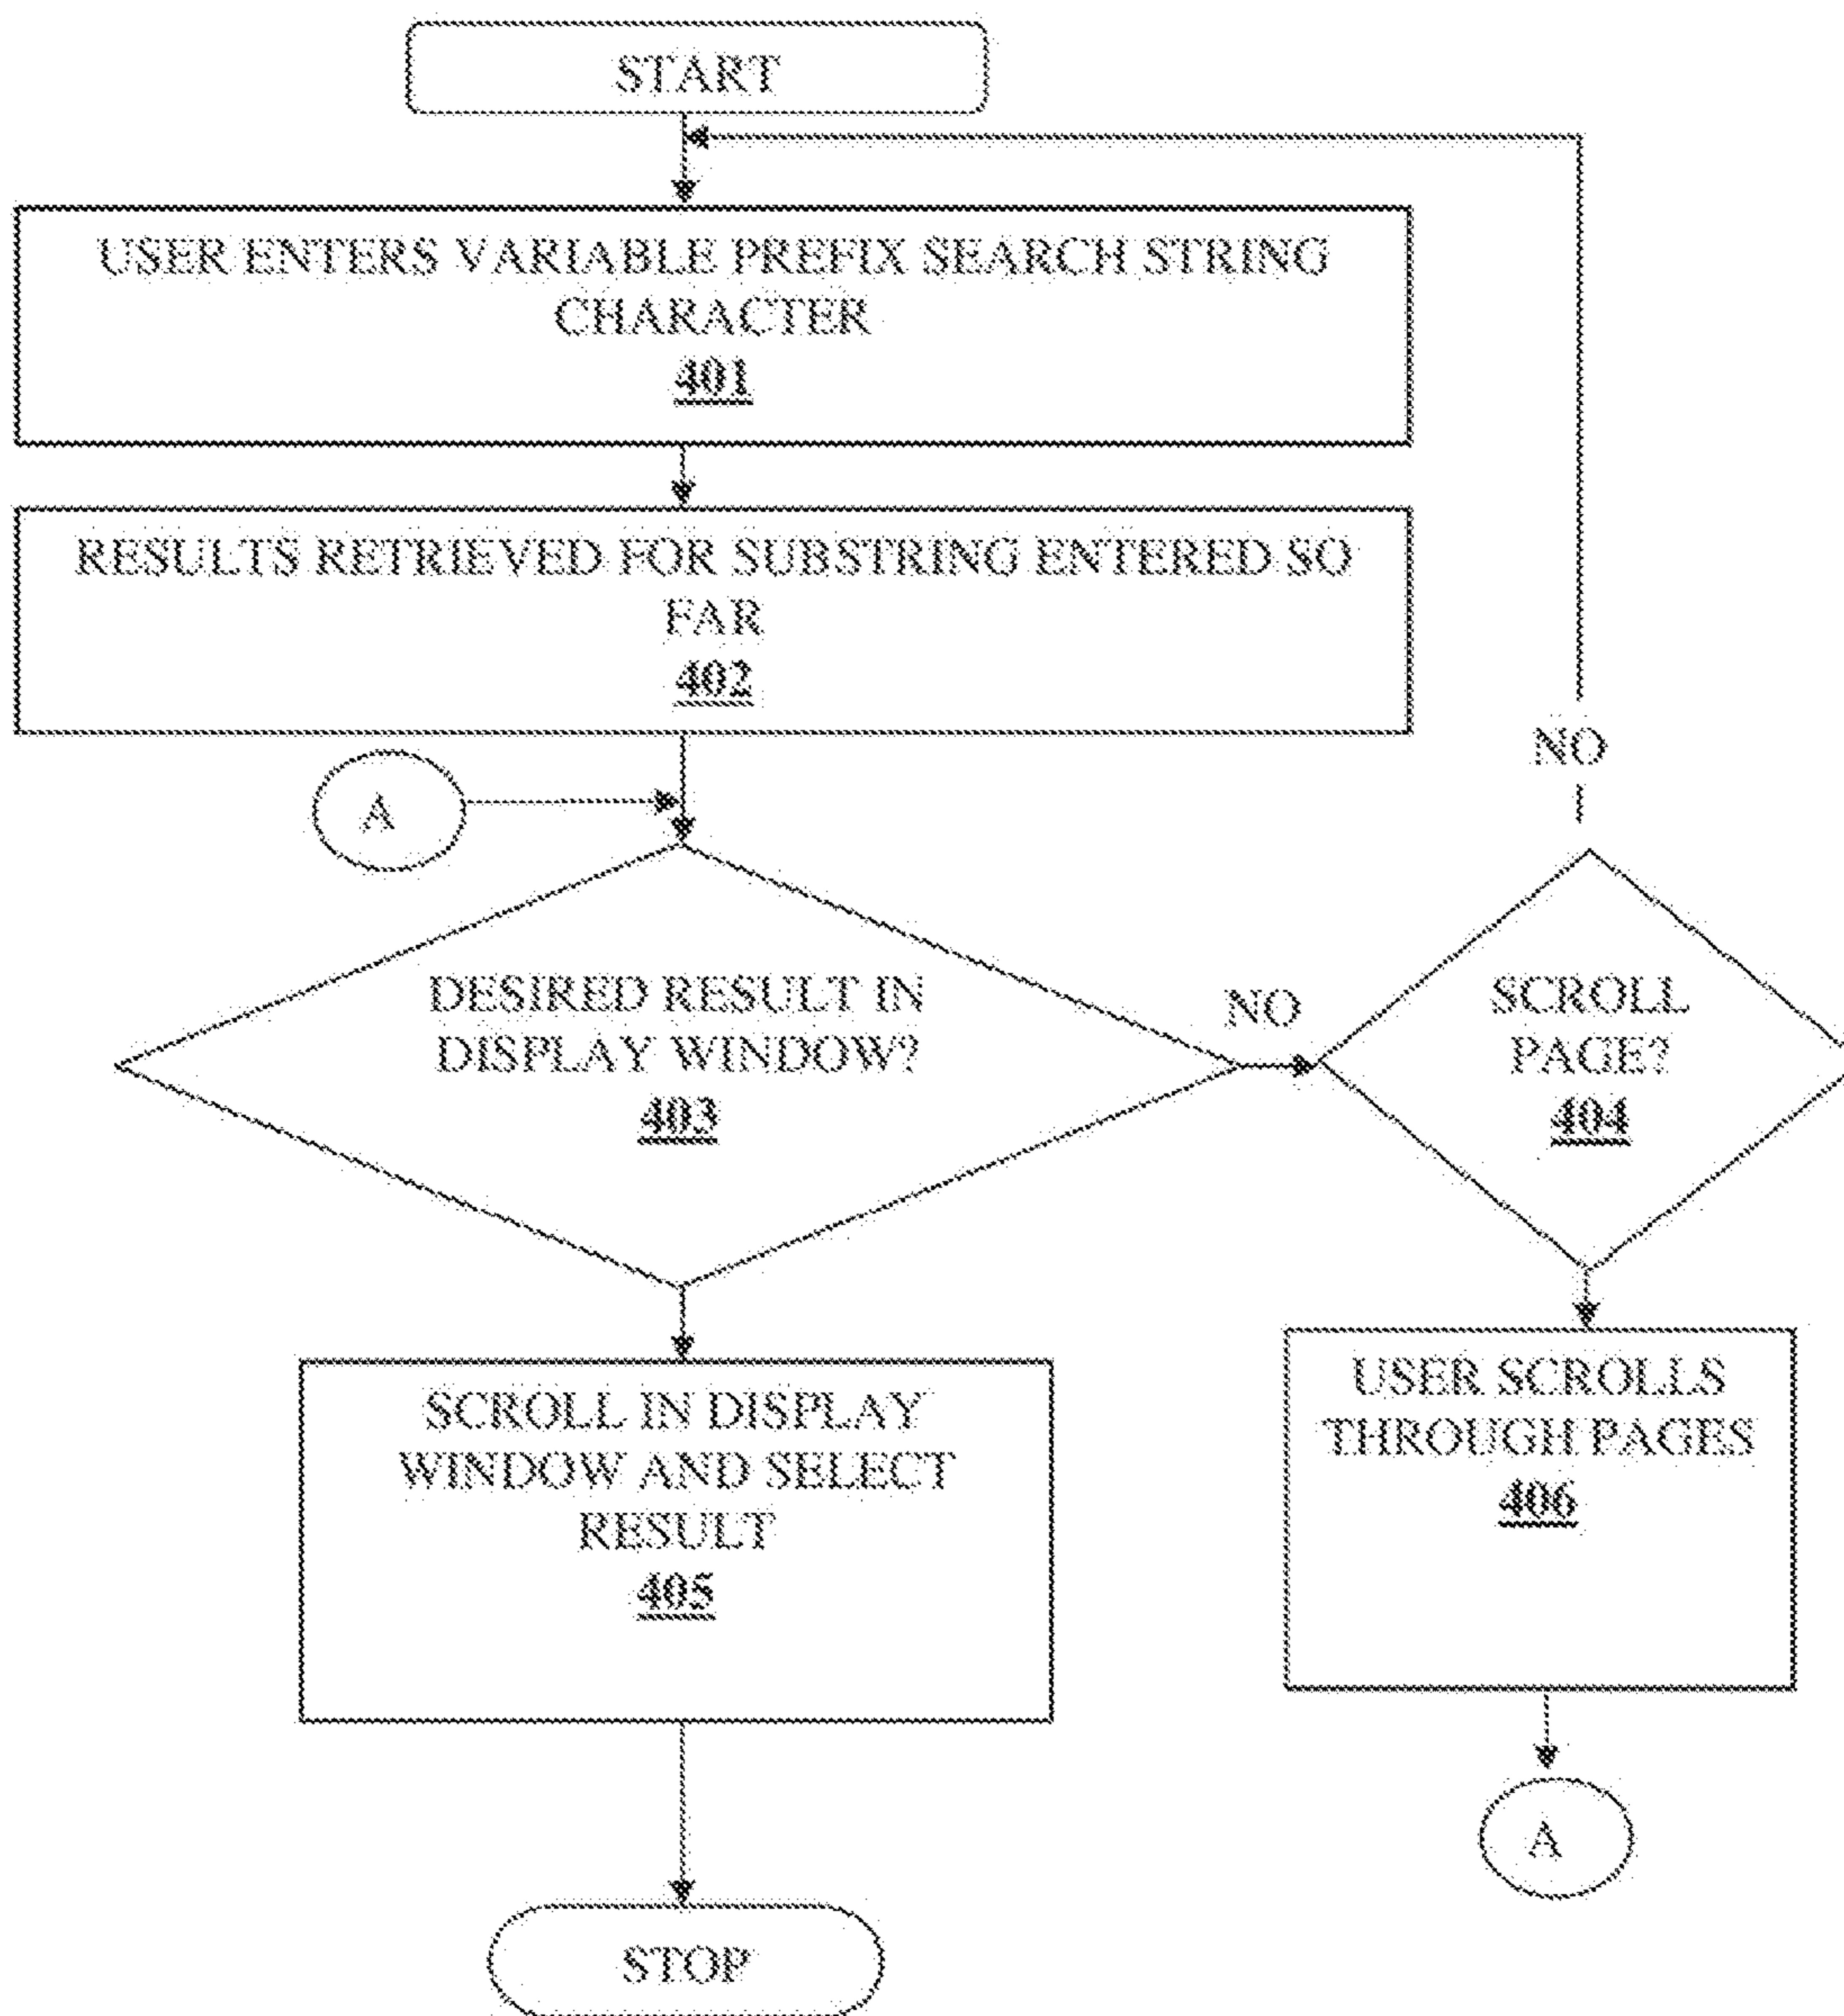 START
USER ENTERS VARIABLE PREFIX SEARCH STRING
CHARACTER
401
RESULTS RETRIEVED FOR SUBSTRING ENTERED SO
FAR
402
NO
A
DESIRED RESULT IN
DISPLAY WINDOW?
403
NO
SCROLL
PAGE?
404
SCROLL IN DISPLAY
WINDOW AND SELECT
RESULT
405
USER SCROLLS
THROUGH PAGES
406
A
STOP